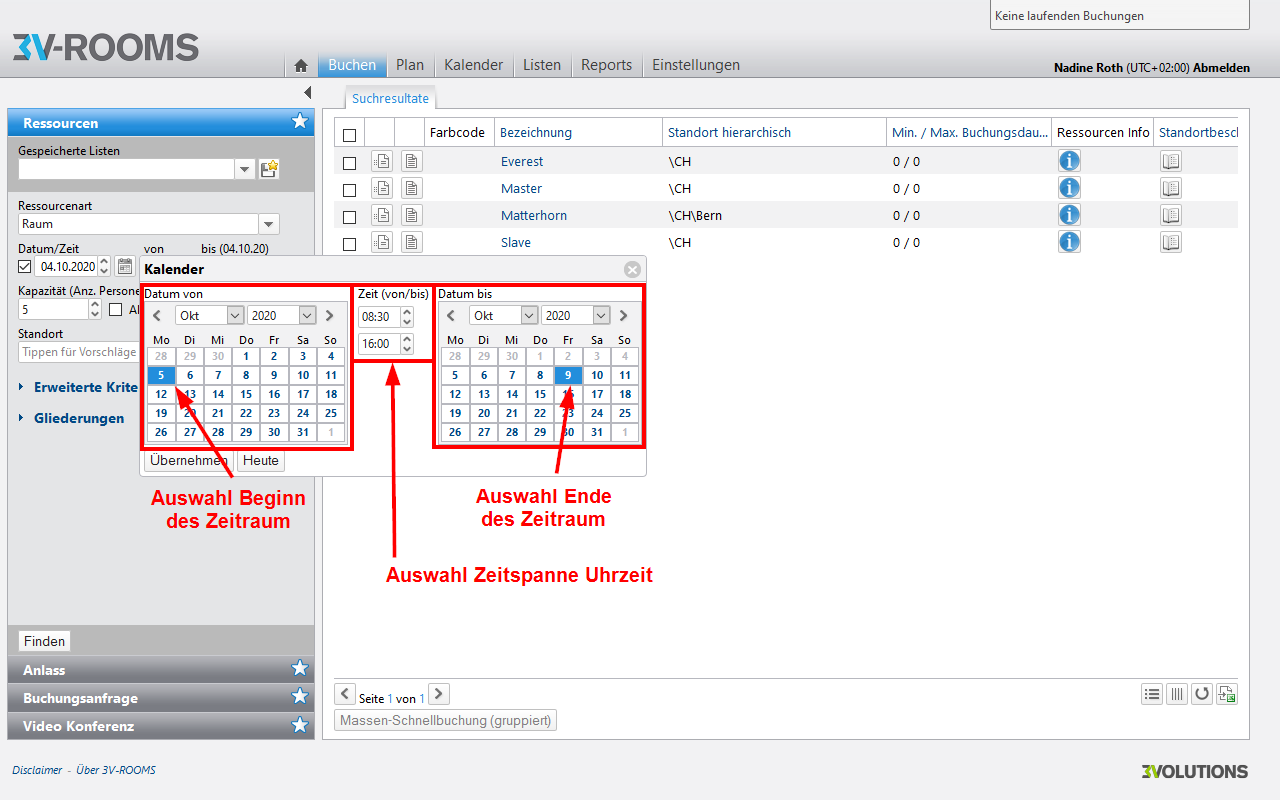 Keine laufenden Buchungen
3V-ROOMS
Buchen Plan Kalender Listen Reports Einstellungen
Nadine Roth (UTC+02:00) Abmelden
Ressourcen
Gespeicherte Listen
Ressourcenart
Raum
Datum/Zeit von bis (04.10.20)
04.10.2020
Kapazität (Anz. Persone
5 Al
Standort
Tippen für Vorschläge
Erweiterte Krite
Gliederungen
Finden
Anlass
Buchungsanfrage
Video Konferenz
Suchresultate
Farbcode Bezeichnung Standort hierarchisch Min. / Max. Buchungsdau... Ressourcen Info Standortbesch
Everest \CH 0 / 0
Master \CH 0 / 0
Matterhorn \CH\Bern 0 / 0
Slave \CH 0 / 0
Kalender
Datum von
Okt 2020
Mo Di Mi Do Fr Sa So
28 29 30 1 2 3 4
5 6 7 8 9 10 11
12 13 14 15 16 17 18
19 20 21 22 23 24 25
26 27 28 29 30 31 1
Zeit (von/bis)
08:30
16:00
Datum bis
Okt 2020
Mo Di Mi Do Fr Sa So
28 29 30 1 2 3 4
5 6 7 8 9 10 11
12 13 14 15 16 17 18
19 20 21 22 23 24 25
26 27 28 29 30 31 1
Übernehmen Heute
Auswahl Beginn
des Zeitraum
Auswahl Ende
des Zeitraum
Auswahl Zeitspanne Uhrzeit
Seite 1 von 1
Massen-Schnellbuchung (gruppiert)
Disclaimer - Über 3V-ROOMS
3VOLUTIONS